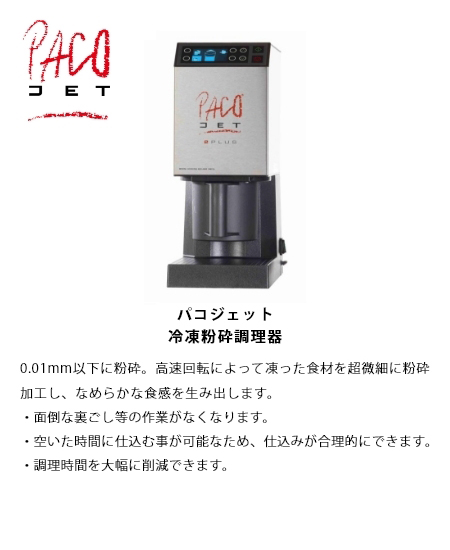 PACO
JET
PACO
JET
2 PLUS
パコジェット
冷凍粉砕調理器
0.01mm以下に粉砕。高速回転によって凍った食材を超微細に粉砕
加工し、なめらかな食感を生み出します。
・面倒な裏ごし等の作業がなくなります。
・空いた時間に仕込む事が可能なため、仕込みが合理的にできます。
・調理時間を大幅に削減できます。